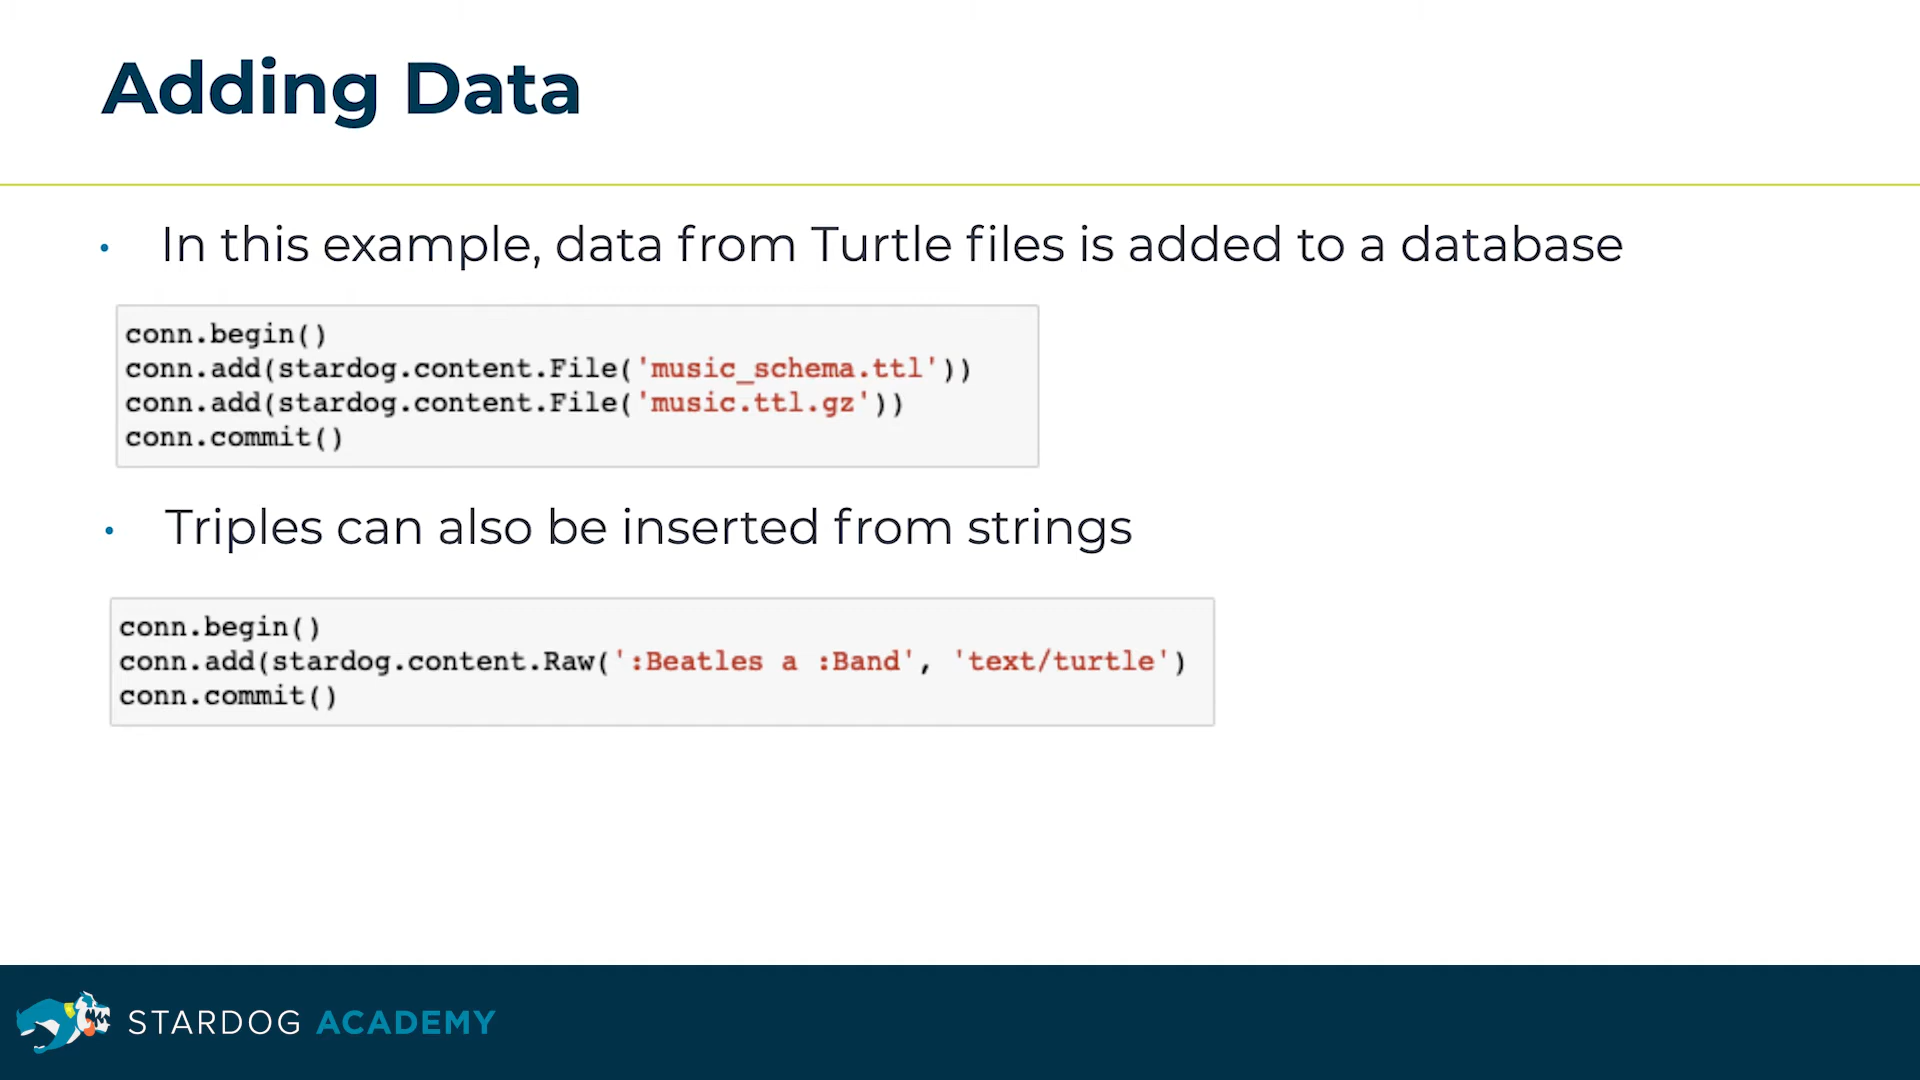 Adding Data
• In this example, data from Turtle files is added to a database
conn.begin()
conn.add(stardog.content.File('music_schema.ttl'))
conn.add(stardog.content.File('music.ttl.gz'))
conn.commit()
• Triples can also be inserted from strings
conn.begin()
conn.add(stardog.content.Raw(':Beatles a :Band', 'text/turtle')
conn.commit()
STARDOG ACADEMY